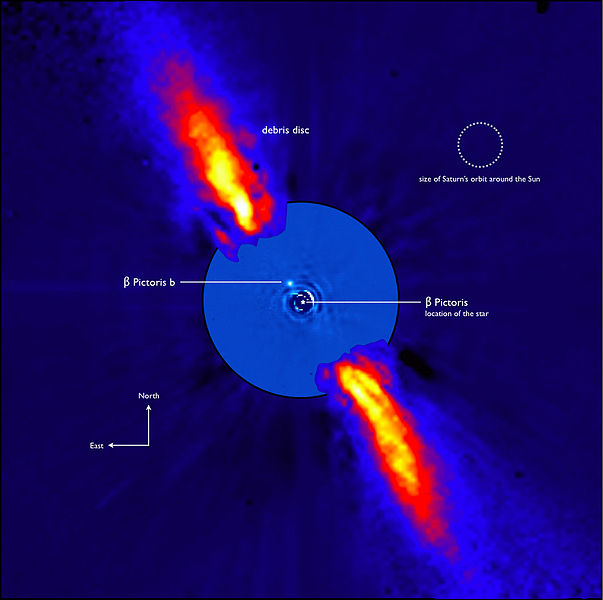 debris disc
size of Saturn's orbit around the Sun
β Pictoris b
β Pictoris
location of the star
North
East